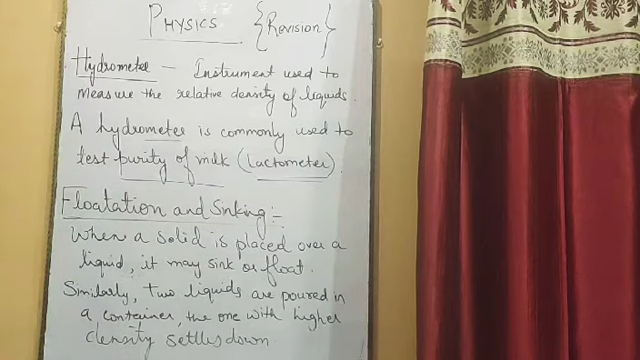 PHYSICS {Revision}
Hydrometer — Instrument used to
measure the relative density of liquids.
A hydrometer is commonly used to
test purity of milk (Lactometer).
Floatation and Sinking:-
When a solid is placed over a
liquid, it may sink or float.
Similarly, two liquids are poured in
a container, the one with higher
density settles down